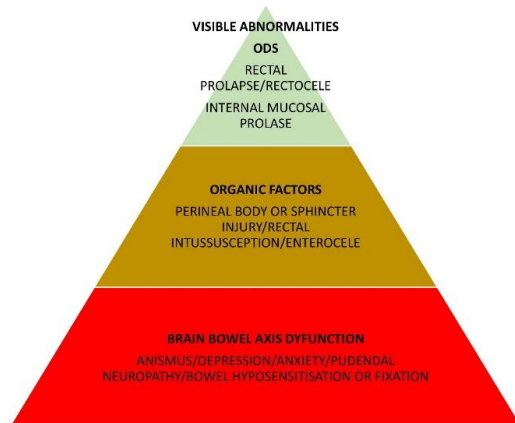 VISIBLE ABNORMALITIES
ODS
RECTAL
PROLAPSE/RECTOCELE
INTERNAL MUCOSAL
PROLASE
ORGANIC FACTORS
PERINEAL BODY OR SPHINCTER
INJURY/RECTAL
INTUSSUSCEPTION/ENTEROCELE
BRAIN BOWEL AXIS DYFUNCTION
ANISMUS/DEPRESSION/ANXIETY/PUDENDAL
NEUROPATHY/BOWEL HYPOSENSITISATION OR FIXATION